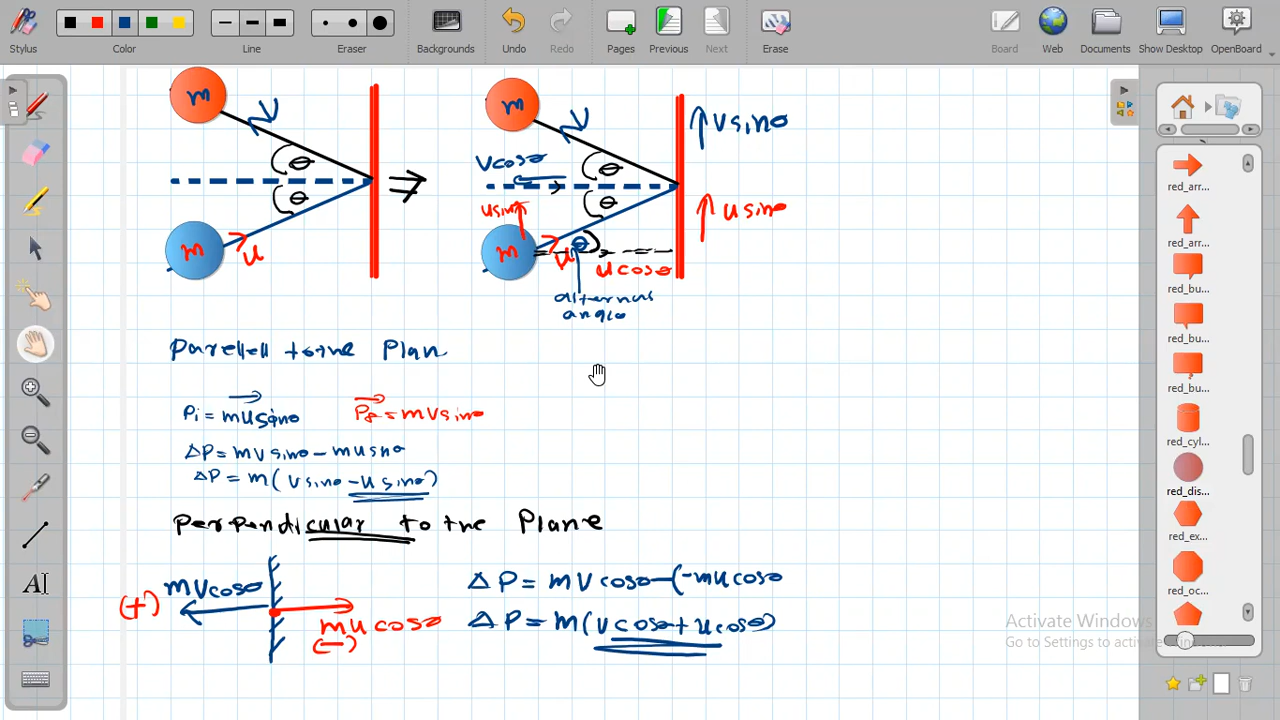 Stylus
Color
Line
Eraser
Backgrounds
Undo
Redo
Pages
Previous
Next
Erase
Board
Web
Documents
Show Desktop
OpenBoard
m
V
θ
θ
m
u
⇒
m
V
Vcosθ
θ
θ
usinθ
m
u
θ
ucosθ
↑ Vsinθ
↑ usinθ
alternat
angle
Parellell to the Plan
Pi = musinθ
Pf = mvsinθ
ΔP = mvsinθ - musnθ
ΔP = m(vsinθ - usinθ)
Perpendicular to the Plane
mvcosθ
(+)
mucosθ
(-)
ΔP = mvcosθ-(-mucosθ
ΔP = m(vcosθ+ucosθ)
red_arr...
red_arr...
red_bu...
red_bu...
red_bu...
red_cyl...
red_dis...
red_ex...
red_oc...
Activate Windows
Go to Settings to activate Windows.